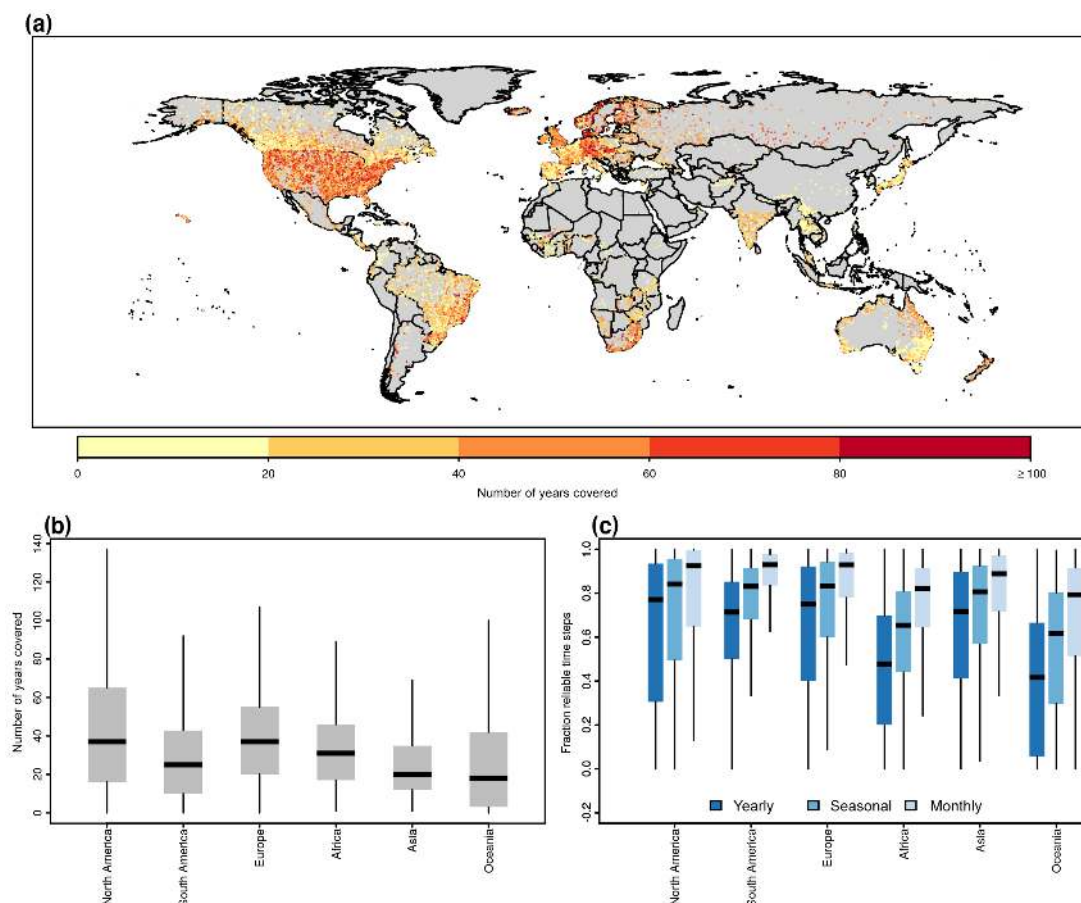 (a)
0 20 40 60 80 ≥ 100
Number of years covered
(b)
Number of years covered
0 20 40 60 80 100 120 140
North America
South America
Europe
Africa
Asia
Oceania
(c)
Fraction reliable time steps
-0.2 0.0 0.2 0.4 0.6 0.8 1.0
Yearly Seasonal Monthly
North America
South America
Europe
Africa
Asia
Oceania